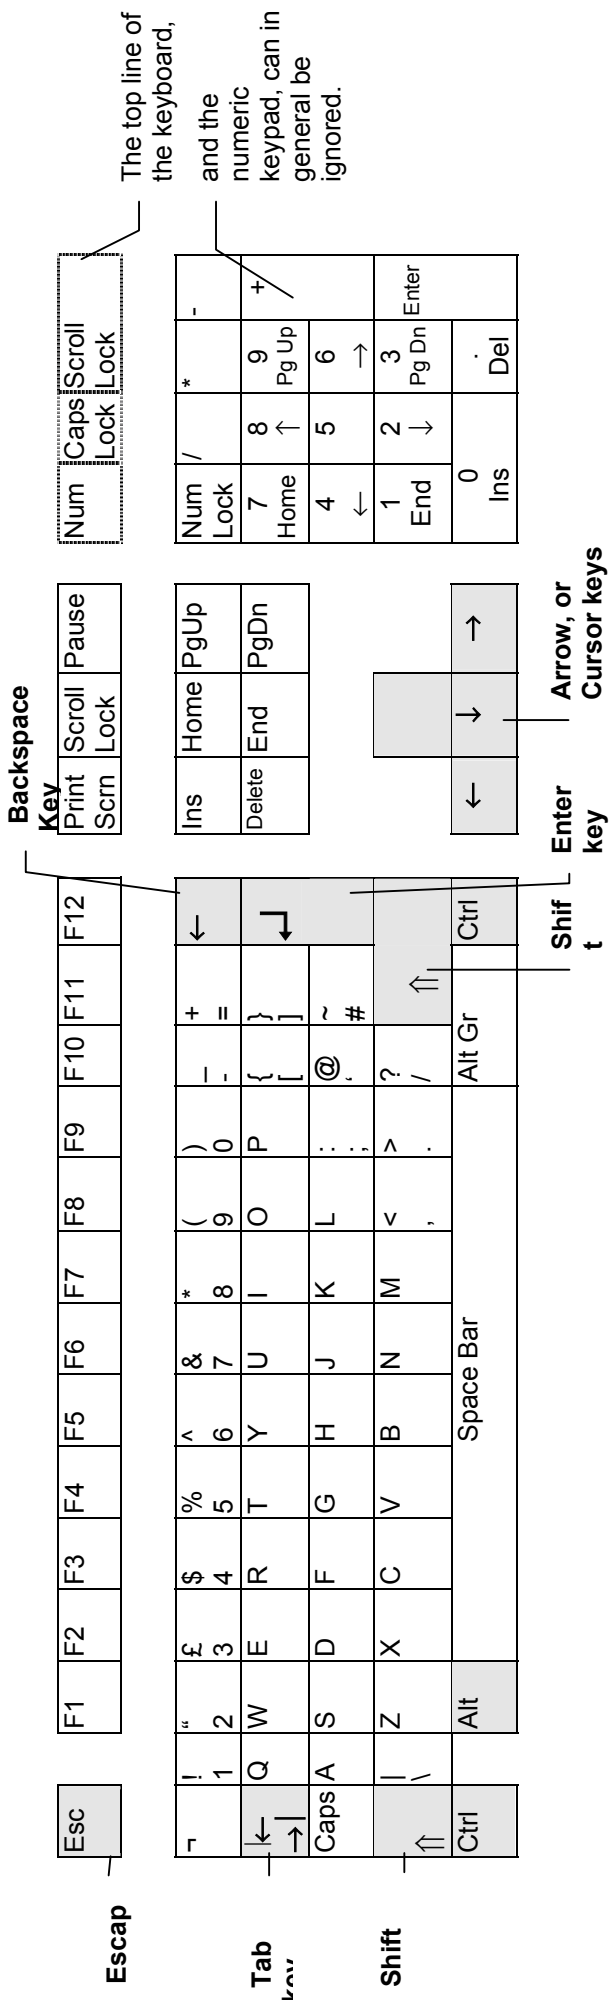 The top line of
the keyboard,
and the
numeric
keypad, can in
general be
ignored.
Backspace
Key
Esc F1 F2 F3 F4 F5 F6 F7 F8 F9 F10 F11 F12
Print Scrn Scroll Lock Pause
Num Caps Lock Scroll Lock
¬ ! 1 “ 2 £ 3 $ 4 % 5 ^ 6 & 7 * 8 ( 9 ) 0 _ - + = ←
Ins Home PgUp
Num Lock / * -
|← →| Q W E R T Y U I O P { [ } ] ↵
Delete End PgDn
7 Home 8 ↑ 9 Pg Up +
Caps A S D F G H J K L : ; @ ‘ ~ #
4 ← 5 6 →
⇑ | \ Z X C V B N M < , > . ? / ⇑
1 End 2 ↓ 3 Pg Dn Enter
Ctrl Alt Space Bar Alt Gr Ctrl
← ↓ →
0 Ins . Del
Escap
Tab
Shift
Shif
t
Enter
key
Arrow, or
Cursor keys